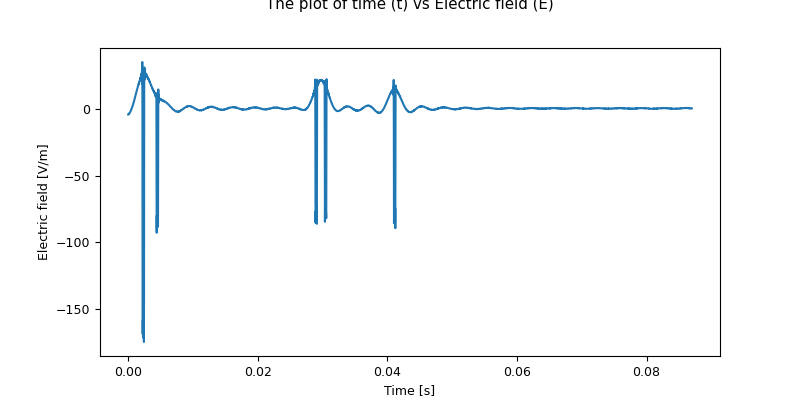 The plot of time (t) vs Electric field (E)
0
−50
−100
−150
Electric field [V/m]
0.00 0.02 0.04 0.06 0.08
Time [s]